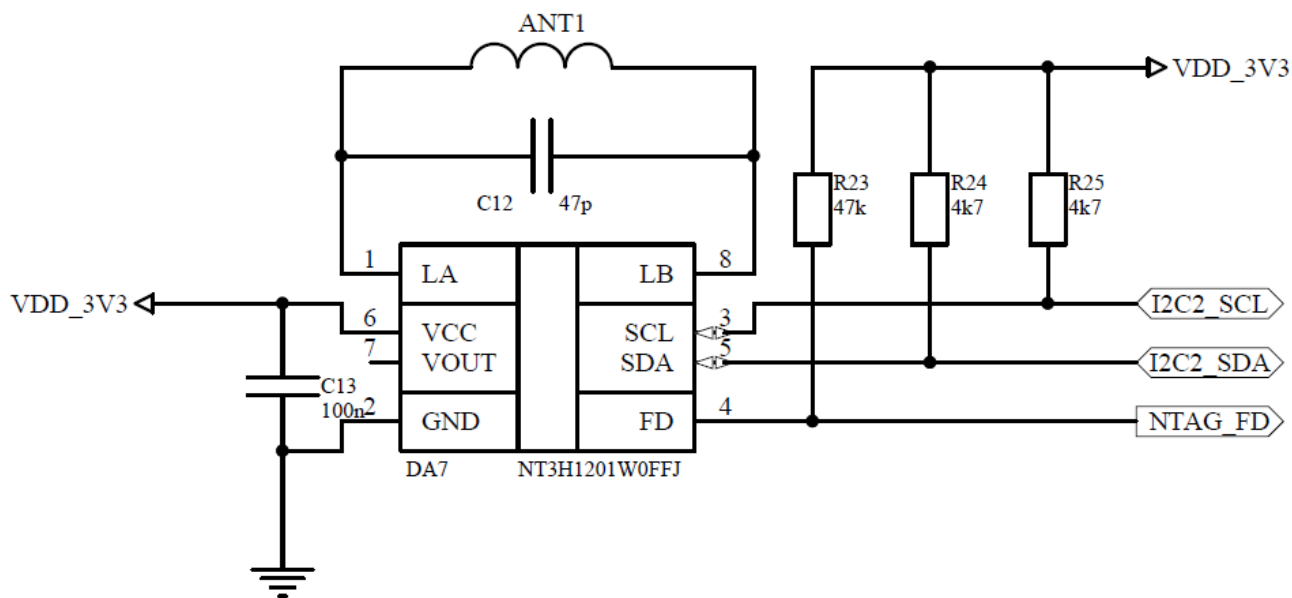 ANT1
VDD_3V3
R23
47k
R24
4k7
R25
4k7
C12 47p
1 LA LB 8
VDD_3V3
I2C2_SCL
6 VCC SCL 3
7 VOUT SDA 5
I2C2_SDA
C13
100n
2 GND FD 4
NTAG_FD
DA7 NT3H1201W0FFJ